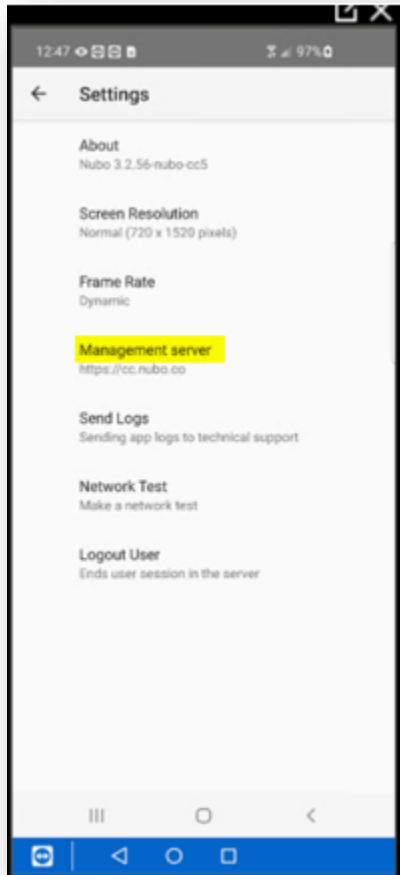 12:47
97%
Settings
About
Nubo 3.2.56-nubo-cc5
Screen Resolution
Normal (720 x 1520 pixels)
Frame Rate
Dynamic
Management server
https://cc.nubo.co
Send Logs
Sending app logs to technical support
Network Test
Make a network test
Logout User
Ends user session in the server